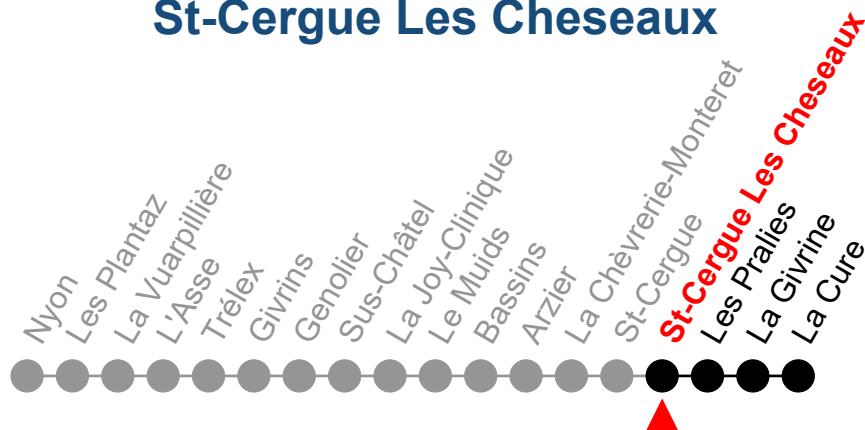 St-Cergue Les Cheseaux
Nyon
Les Plantaz
La Vuarpillière
L'Asse
Trélex
Givrins
Genolier
Sus-Châtel
La Joy-Clinique
Le Muids
Bassins
Arzier
La Chèvrerie-Monteret
St-Cergue
St-Cergue Les Cheseaux
Les Pralies
La Givrine
La Cure